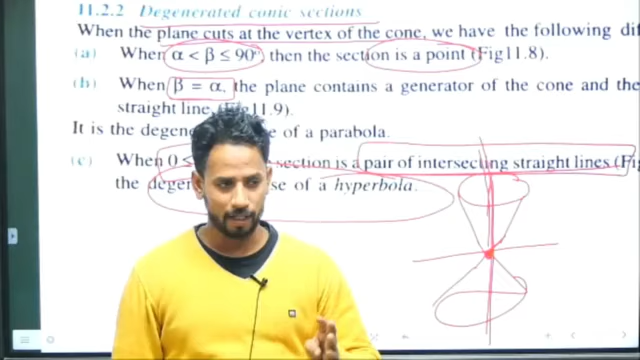 11.2.2 Degenerated conic sections
When the plane cuts at the vertex of the cone, we have the following dif
(a) When α < β ≤ 90°, then the section is a point (Fig11.8).
(b) When β = α, the plane contains a generator of the cone and the
straight line (Fig11.9).
It is the degene of a parabola.
(c) When 0 ≤ section is a pair of intersecting straight lines (Fig
the degen se of a hyperbola.